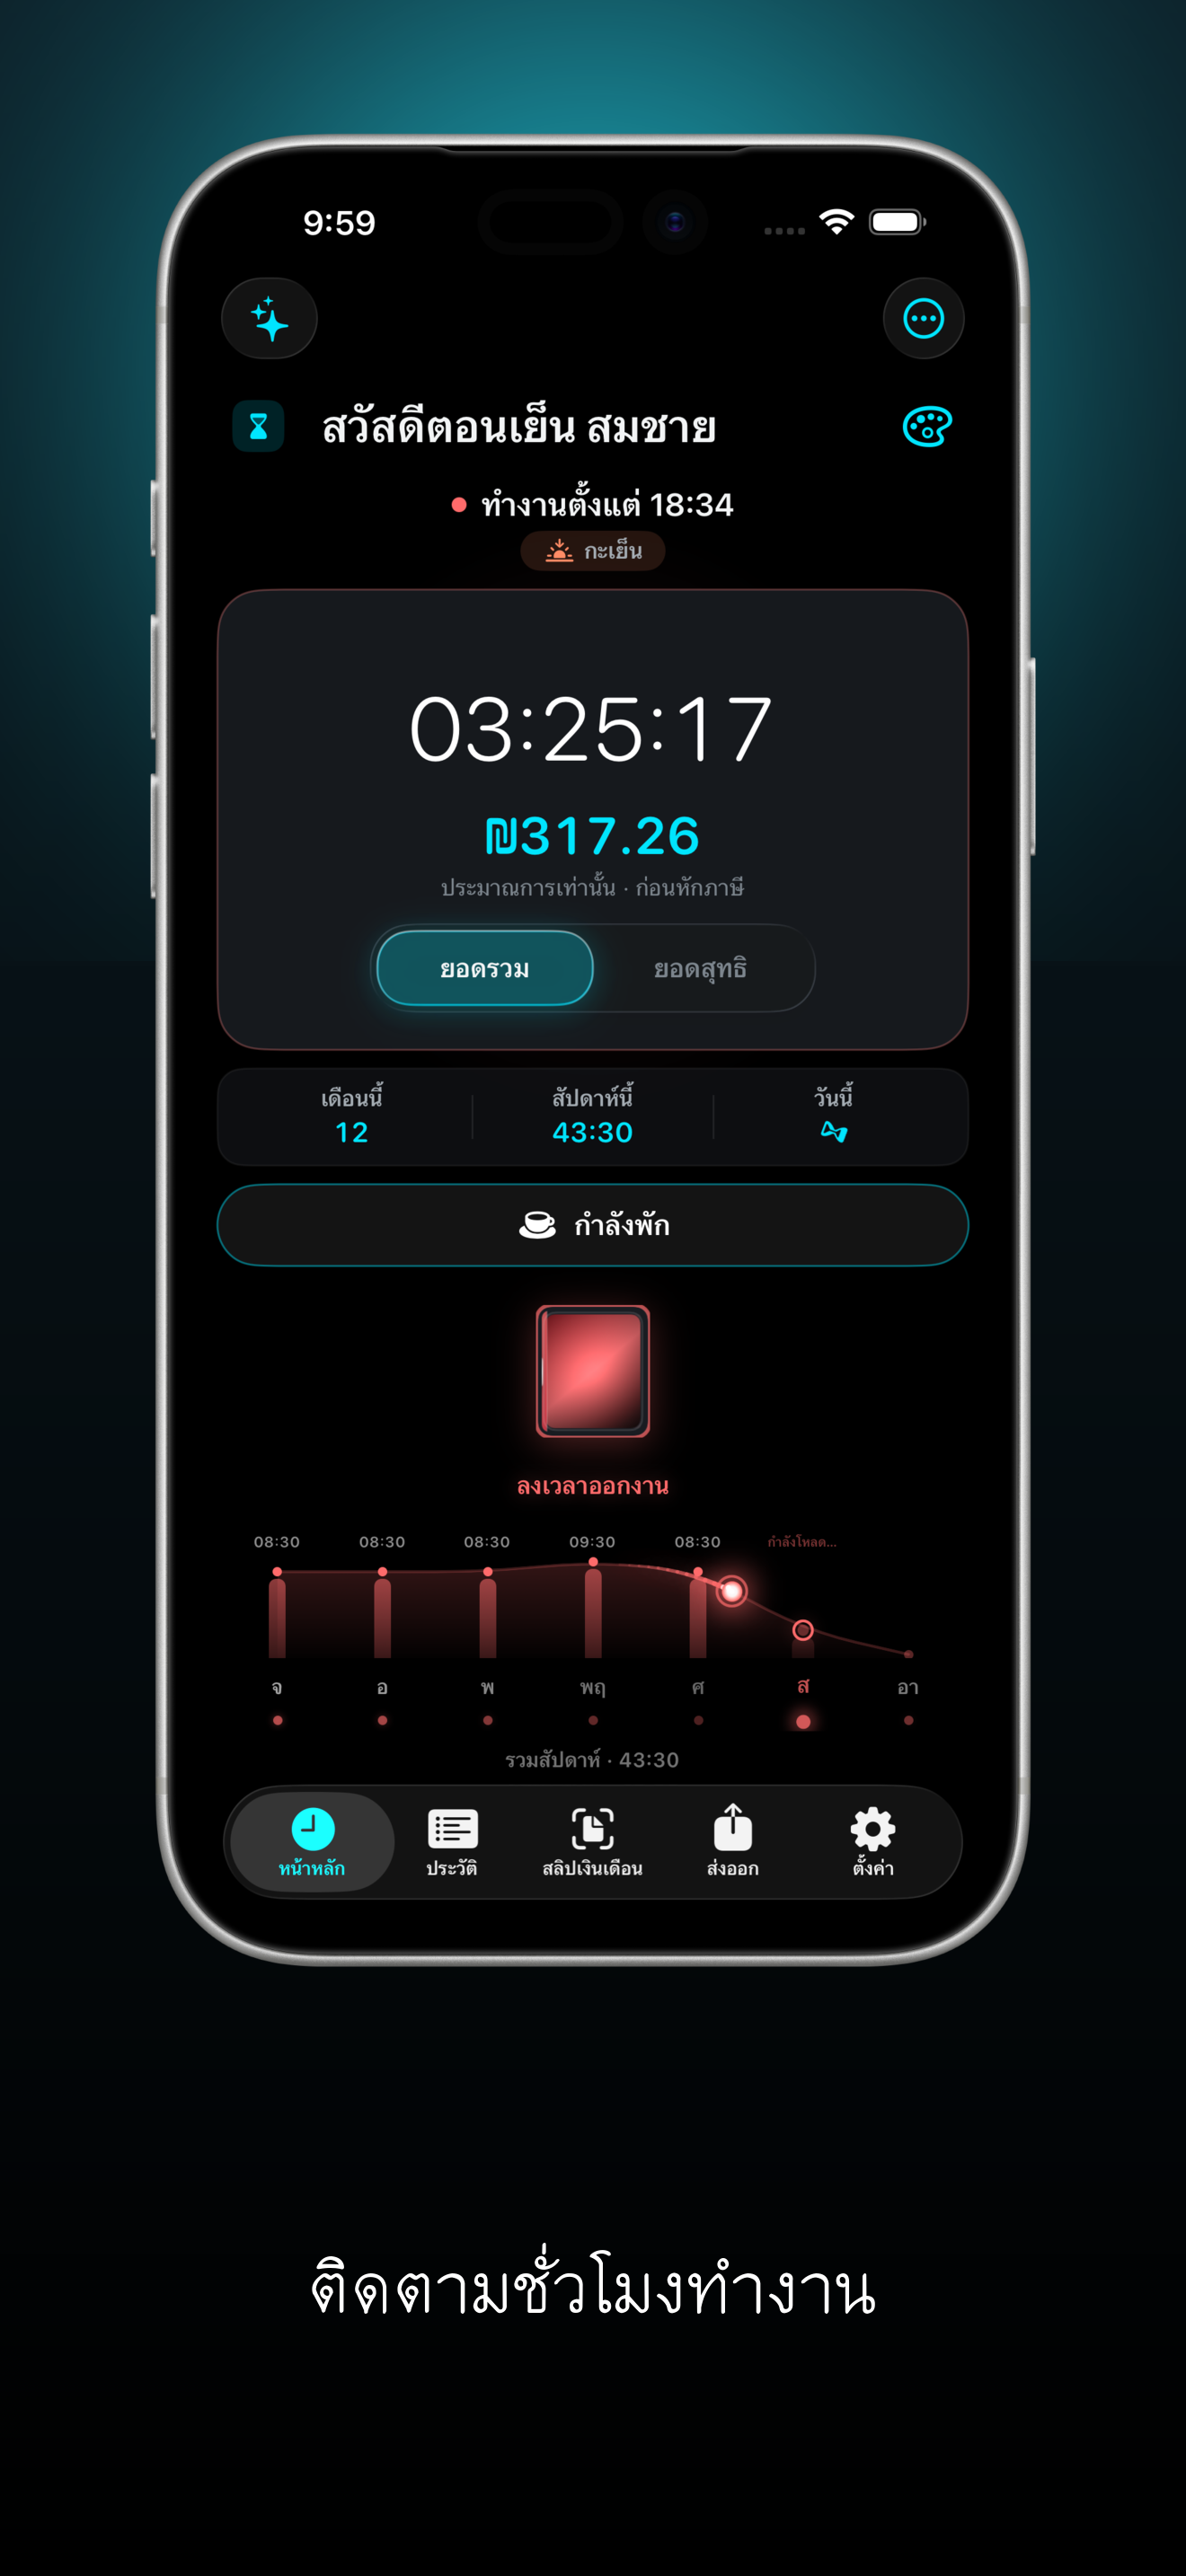 9:59
สวัสดีตอนเย็น สมชาย
ทำงานตั้งแต่ 18:34
กะเย็น
03:25:17
₪317.26
ประมาณการเท่านั้น · ก่อนหักภาษี
ยอดรวม ยอดสุทธิ
เดือนนี้ สัปดาห์นี้ วันนี้
12 43:30
กำลังพัก
ลงเวลาออกงาน
08:30 08:30 08:30 09:30 08:30 กำลังโหลด...
จ อ พ พฤ ศ ส อา
รวมสัปดาห์ · 43:30
หน้าหลัก ประวัติ สลิปเงินเดือน ส่งออก ตั้งค่า
ติดตามชั่วโมงทำงาน